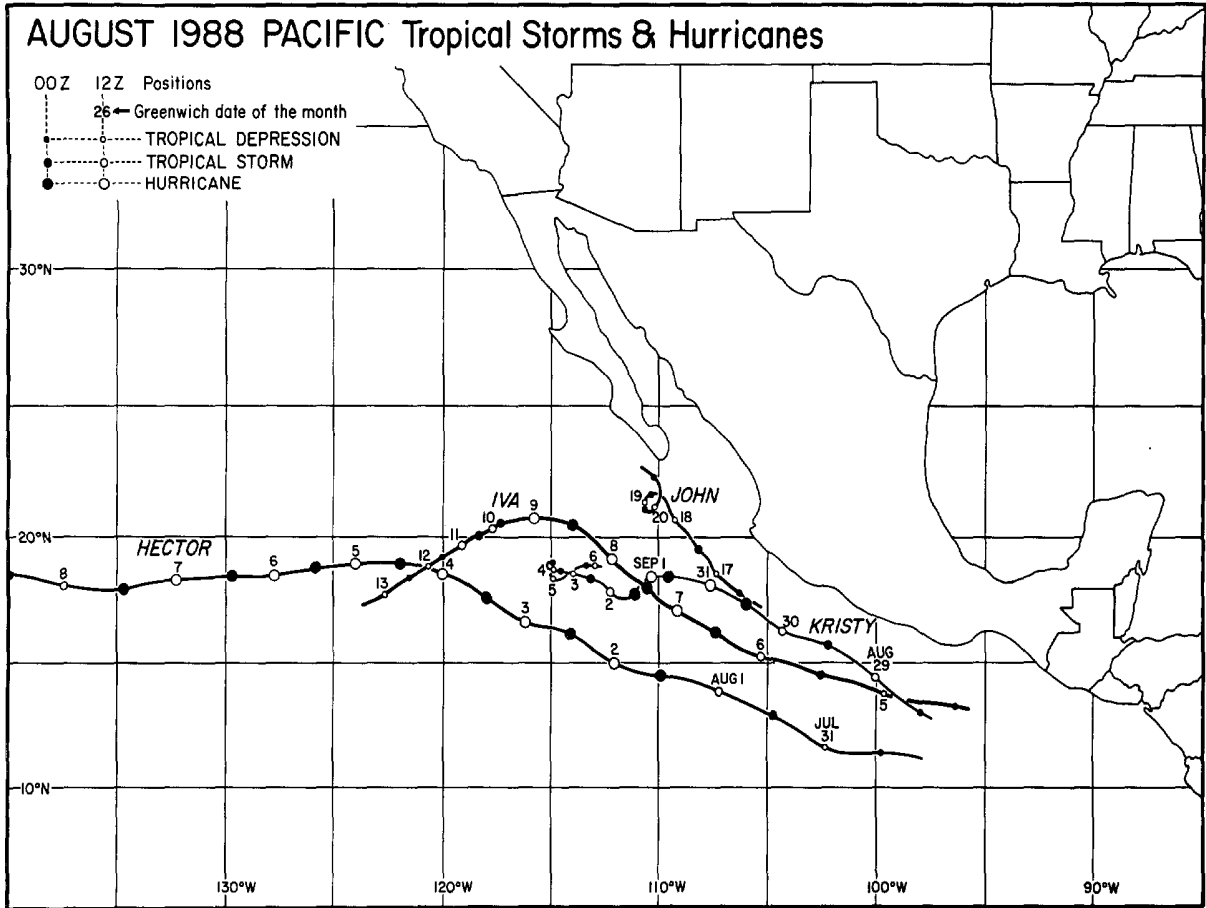 AUGUST 1988 PACIFIC Tropical Storms & Hurricanes
00Z 12Z Positions
26 Greenwich date of the month
TROPICAL DEPRESSION
TROPICAL STORM
HURRICANE
30°N
20°N
10°N
130°W
120°W
110°W
100°W
90°W
HECTOR
8
7
6
5
4
3
2
AUG 1
JUL
31
IVA
13
12
11
10
9
8
7
6
5
JOHN
19
20
18
17
KRISTY
AUG
29
30
31
SEP 1
2
3
4
5
6